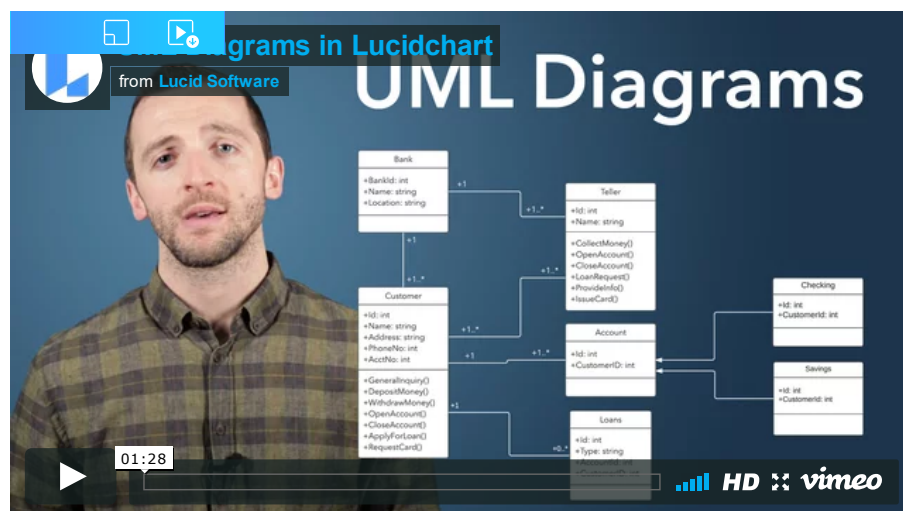 Diagrams in Lucidchart
from Lucid Software
UML Diagrams
Bank
+BankId: int
+Name: string
+Location: string
+1
+1..*
Teller
+Id: int
+Name: string
+CollectMoney()
+OpenAccount()
+CloseAccount()
+LoanRequest()
+ProvideInfo()
+IssueCard()
+1
+1..*
Customer
+Id: int
+Name: string
+Address: string
+PhoneNo: int
+AcctNo: int
+GeneralInquiry()
+DepositMoney()
+WithdrawMoney()
+OpenAccount()
+CloseAccount()
+ApplyForLoan()
+RequestCard()
+1..*
+1..*
+1
+1..*
Account
+Id: int
+CustomerID: int
Checking
+Id: int
+CustomerId: int
Savings
+Id: int
+CustomerId: int
+1
+0..*
Loans
+Id: int
+Type: string
+AccountId: int
+CustomerID: int
01:28
HD
vimeo